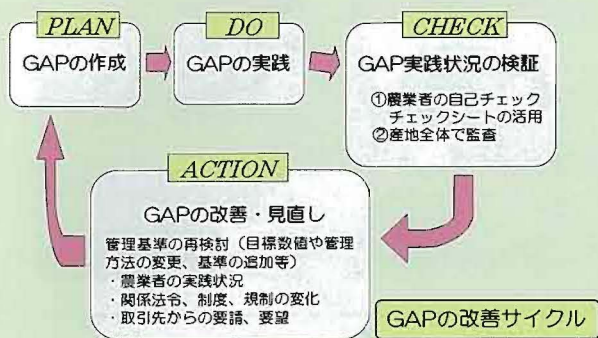 PLAN
GAPの作成
DO
GAPの実践
CHECK
GAP実践状況の検証
①農業者の自己チェック
チェックシートの活用
②産地全体で監査
ACTION
GAPの改善・見直し
管理基準の再検討（目標数値や管理
方法の変更、基準の追加等）
・農業者の実践状況
・関係法令、制度、規制の変化
・取引先からの要請、要望
GAPの改善サイクル